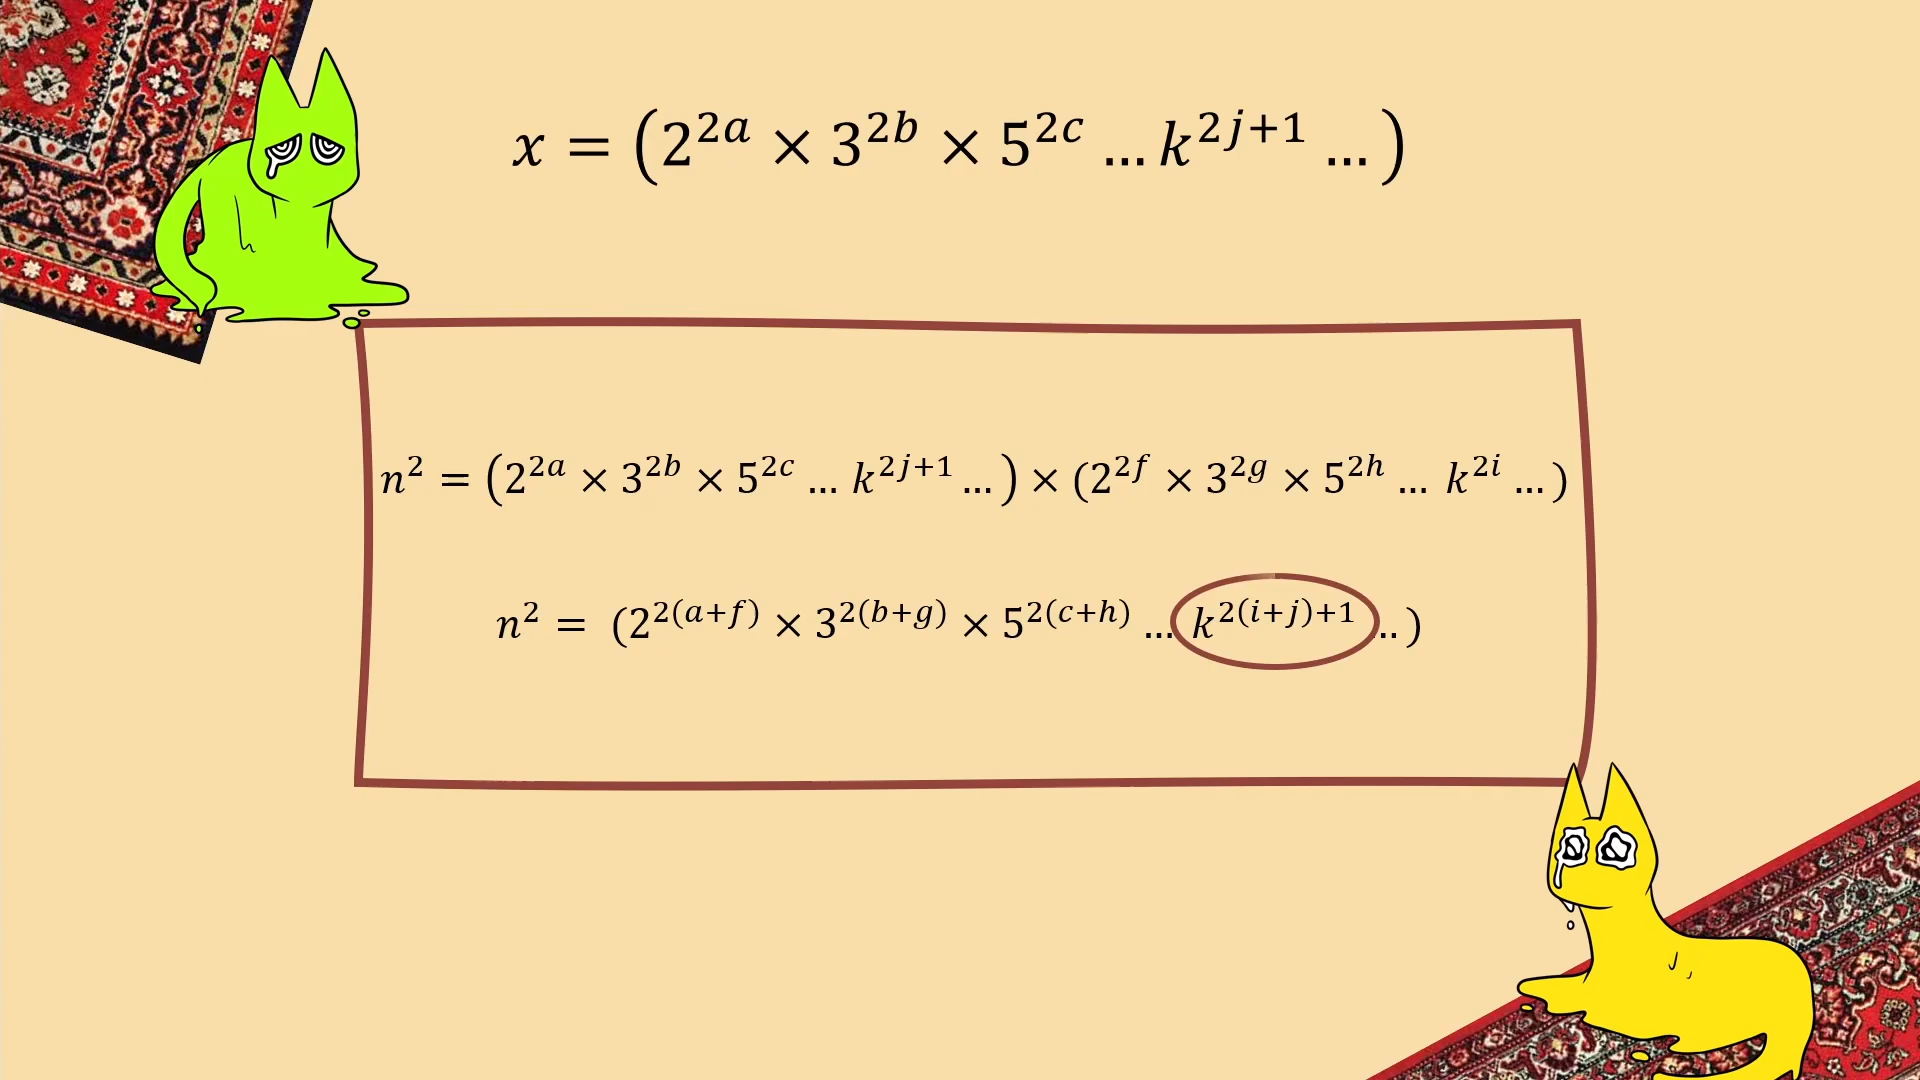 x = (2^{2a} × 3^{2b} × 5^{2c} … k^{2j+1} … )
n^2 = (2^{2a} × 3^{2b} × 5^{2c} … k^{2j+1} … ) × (2^{2f} × 3^{2g} × 5^{2h} … k^{2i} … )
n^2 = (2^{2(a+f)} × 3^{2(b+g)} × 5^{2(c+h)} … k^{2(i+j)+1} … )